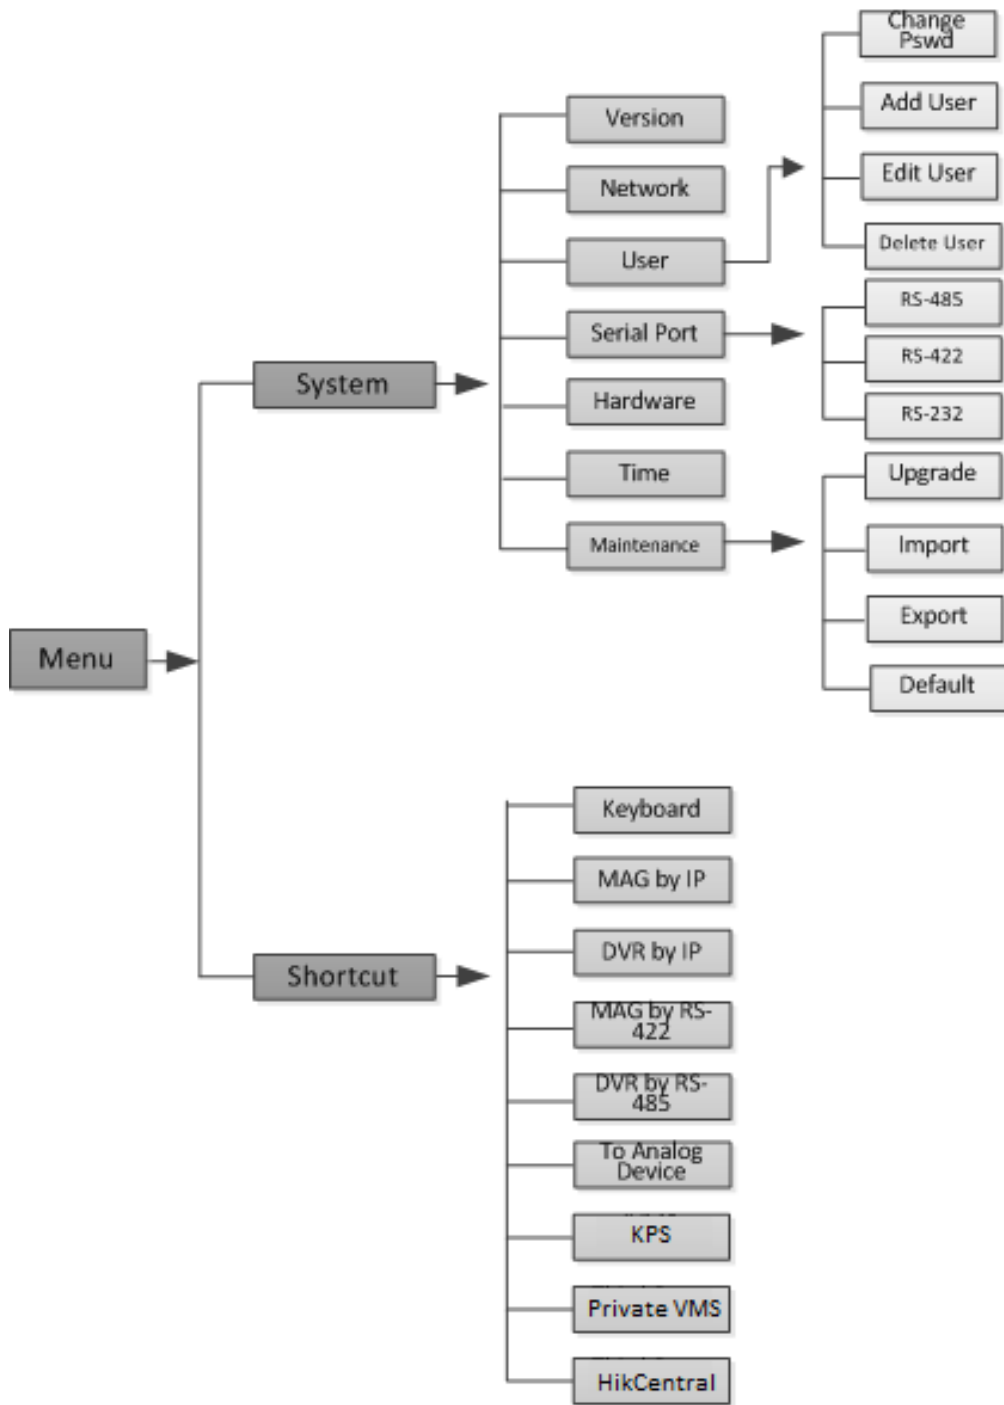 Change
Pswd
Add User
Edit User
Delete User
Version
Network
User
Serial Port
Hardware
Time
Maintenance
RS-485
RS-422
RS-232
Upgrade
Import
Export
Default
System
Menu
Shortcut
Keyboard
MAG by IP
DVR by IP
MAG by RS-
422
DVR by RS-
485
To Analog
Device
KPS
Private VMS
HikCentral